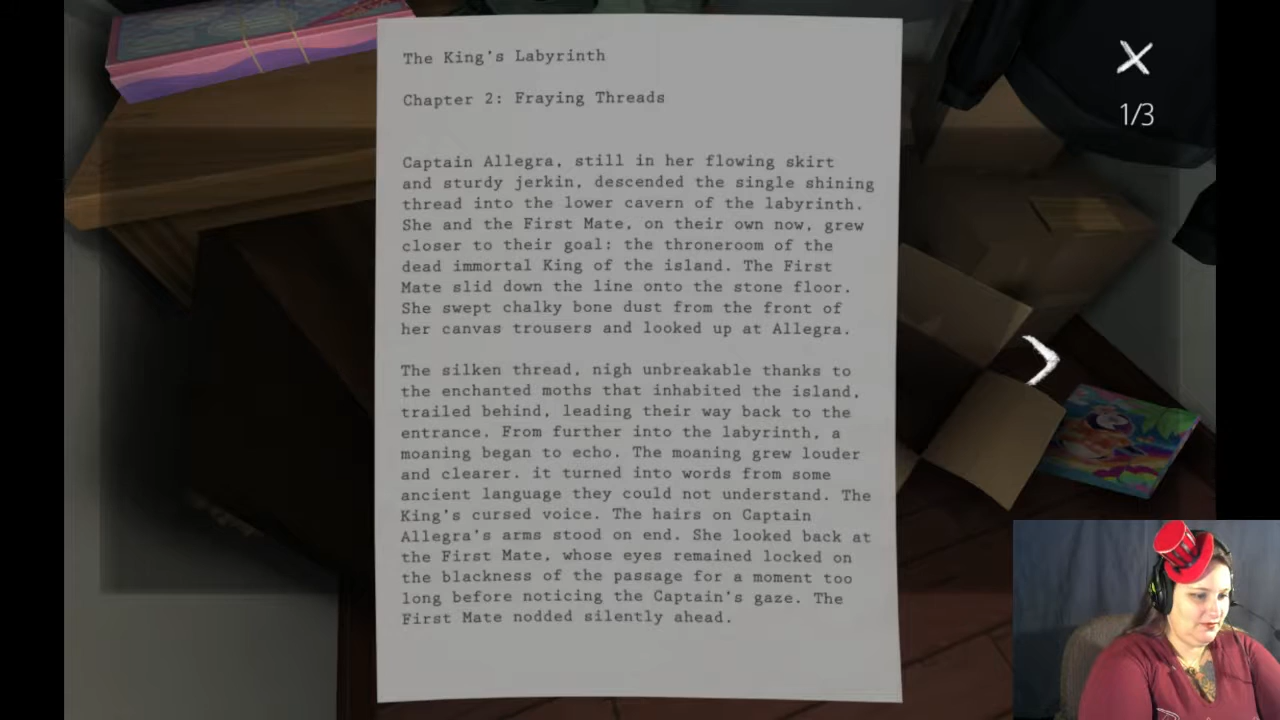 The King's Labyrinth
Chapter 2: Fraying Threads
Captain Allegra, still in her flowing skirt
and sturdy jerkin, descended the single shining
thread into the lower cavern of the labyrinth.
She and the First Mate, on their own now, grew
closer to their goal: the throneroom of the
dead immortal King of the island. The First
Mate slid down the line onto the stone floor.
She swept chalky bone dust from the front of
her canvas trousers and looked up at Allegra.
The silken thread, nigh unbreakable thanks to
the enchanted moths that inhabited the island,
trailed behind, leading their way back to the
entrance. From further into the labyrinth, a
moaning began to echo. The moaning grew louder
and clearer. it turned into words from some
ancient language they could not understand. The
King's cursed voice. The hairs on Captain
Allegra's arms stood on end. She looked back at
the First Mate, whose eyes remained locked on
the blackness of the passage for a moment too
long before noticing the Captain's gaze. The
First Mate nodded silently ahead.
1/3